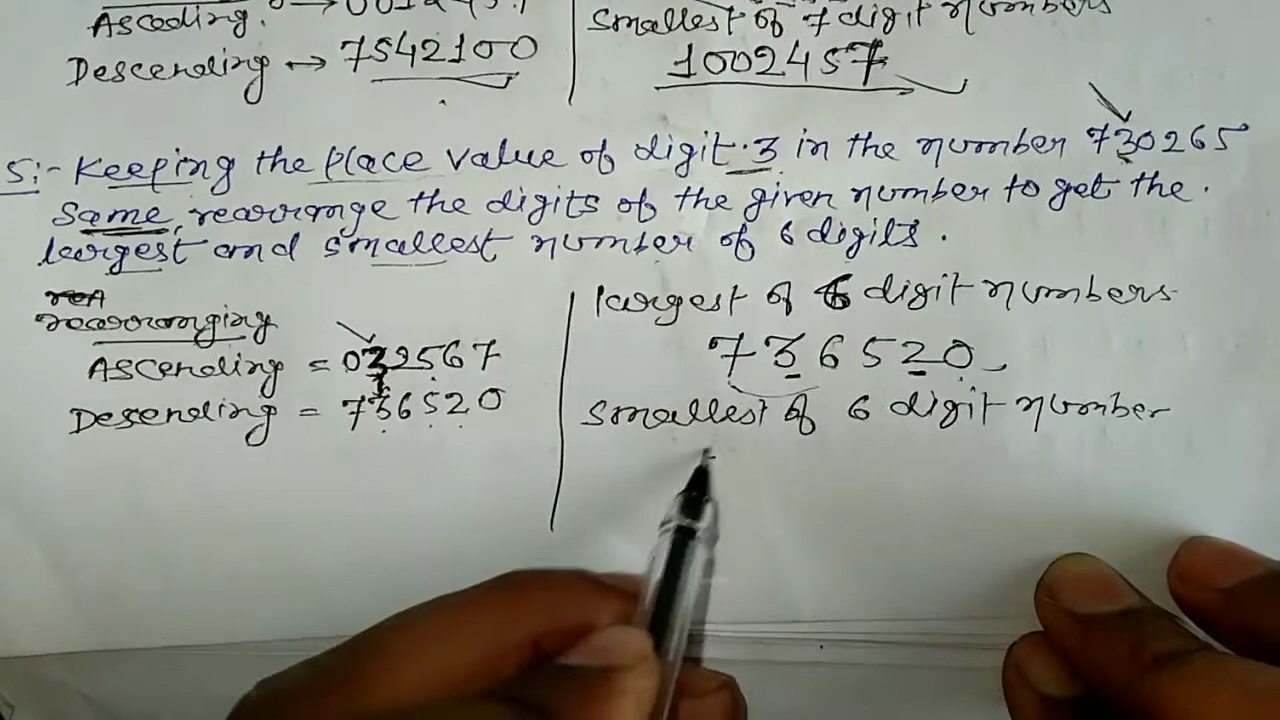 Ascading.
Descending → 7542100
Smallest of 7 digit numbers
1002457
5:- Keeping the place value of digit 3 in the number 730265
same, rearrange the digits of the given number to get the.
largest and smallest number of 6 digits.
rearranging
Ascending = 032567
Desending = 736520
largest of 6 digit numbers
736520
smallest of 6 digit number